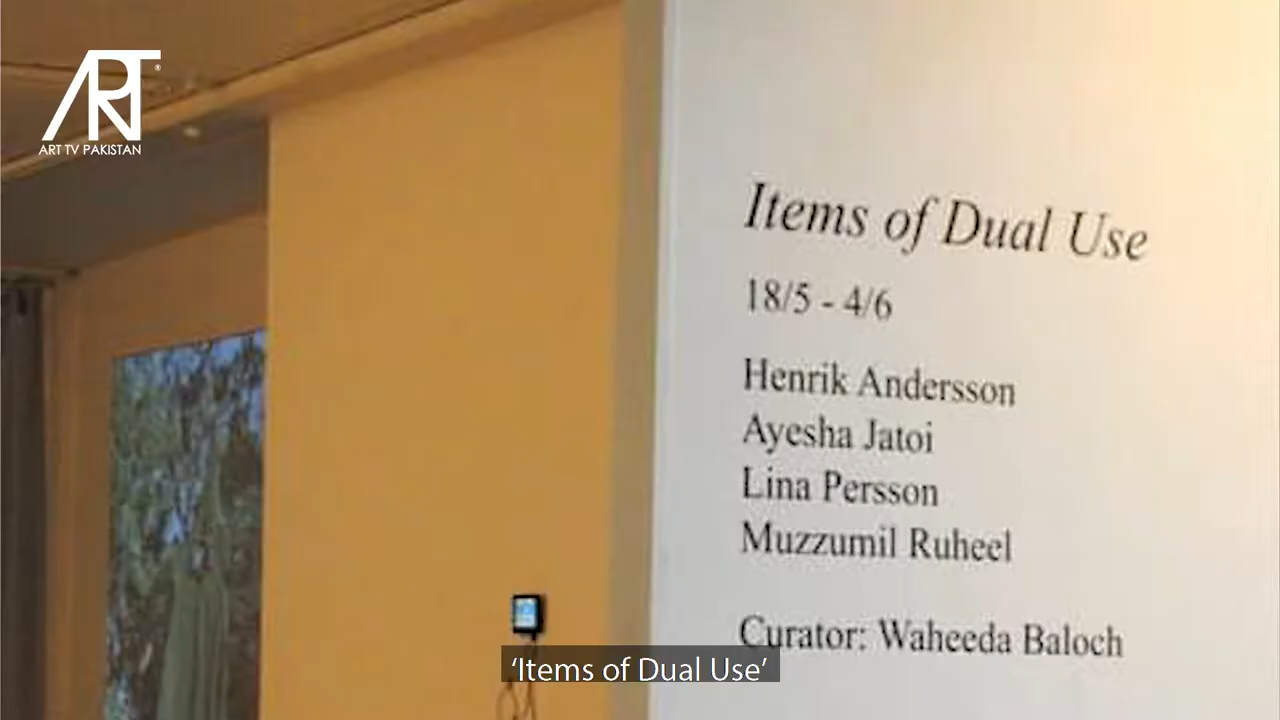 ART
ART TV PAKISTAN
Items of Dual Use
18/5 - 4/6
Henrik Andersson
Ayesha Jatoi
Lina Persson
Muzzumil Ruheel
Curator: Waheeda Baloch
‘Items of Dual Use’